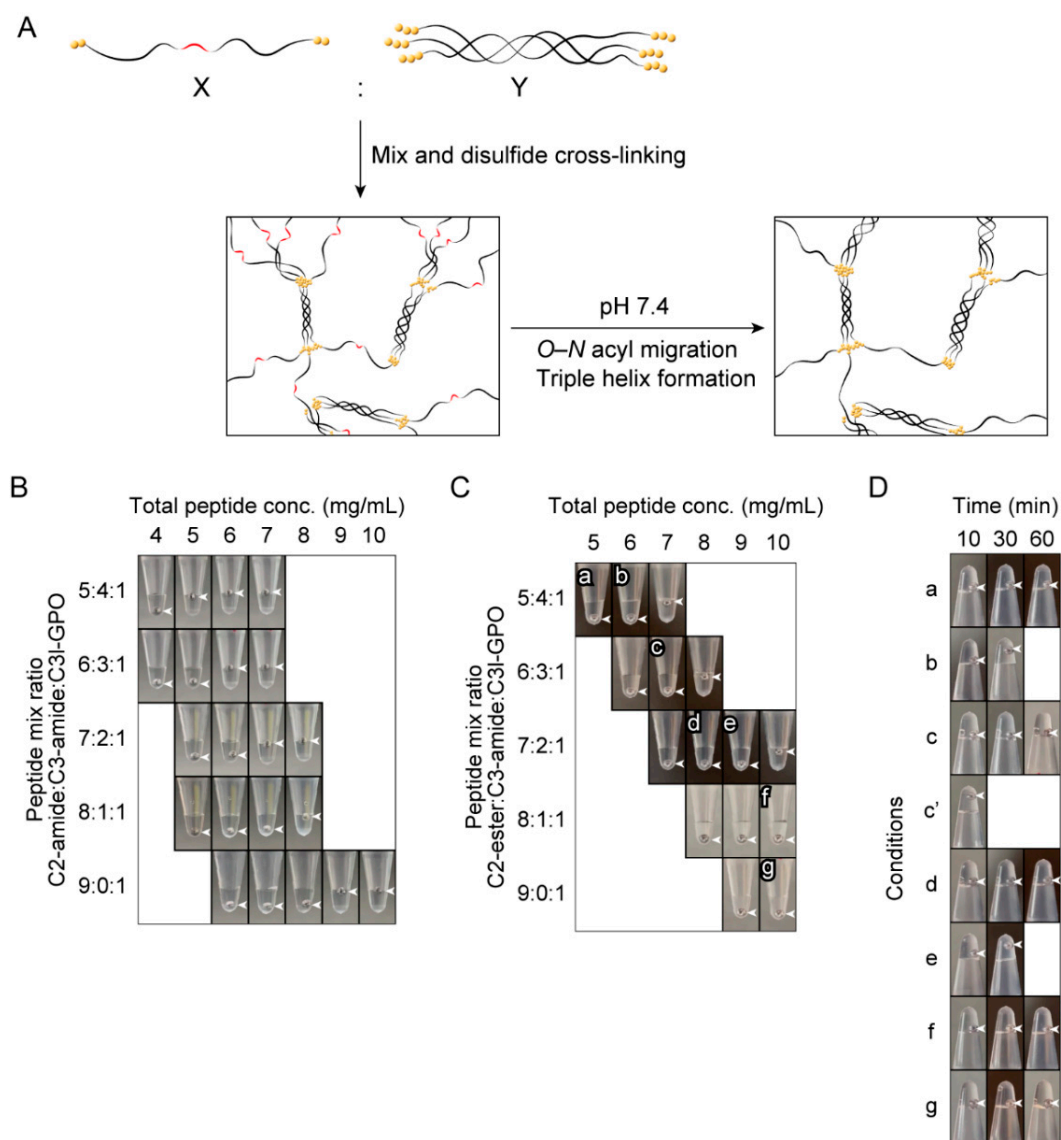 A
X : Y
Mix and disulfide cross-linking
pH 7.4
O–N acyl migration
Triple helix formation
B
Total peptide conc. (mg/mL)
4 5 6 7 8 9 10
Peptide mix ratio
C2-amide:C3-amide:C3l-GPO
5:4:1
6:3:1
7:2:1
8:1:1
9:0:1
C
Total peptide conc. (mg/mL)
5 6 7 8 9 10
Peptide mix ratio
C2-ester:C3-amide:C3l-GPO
5:4:1
6:3:1
7:2:1
8:1:1
9:0:1
a b
c
d e
f
g
D
Time (min)
10 30 60
Conditions
a
b
c
c’
d
e
f
g